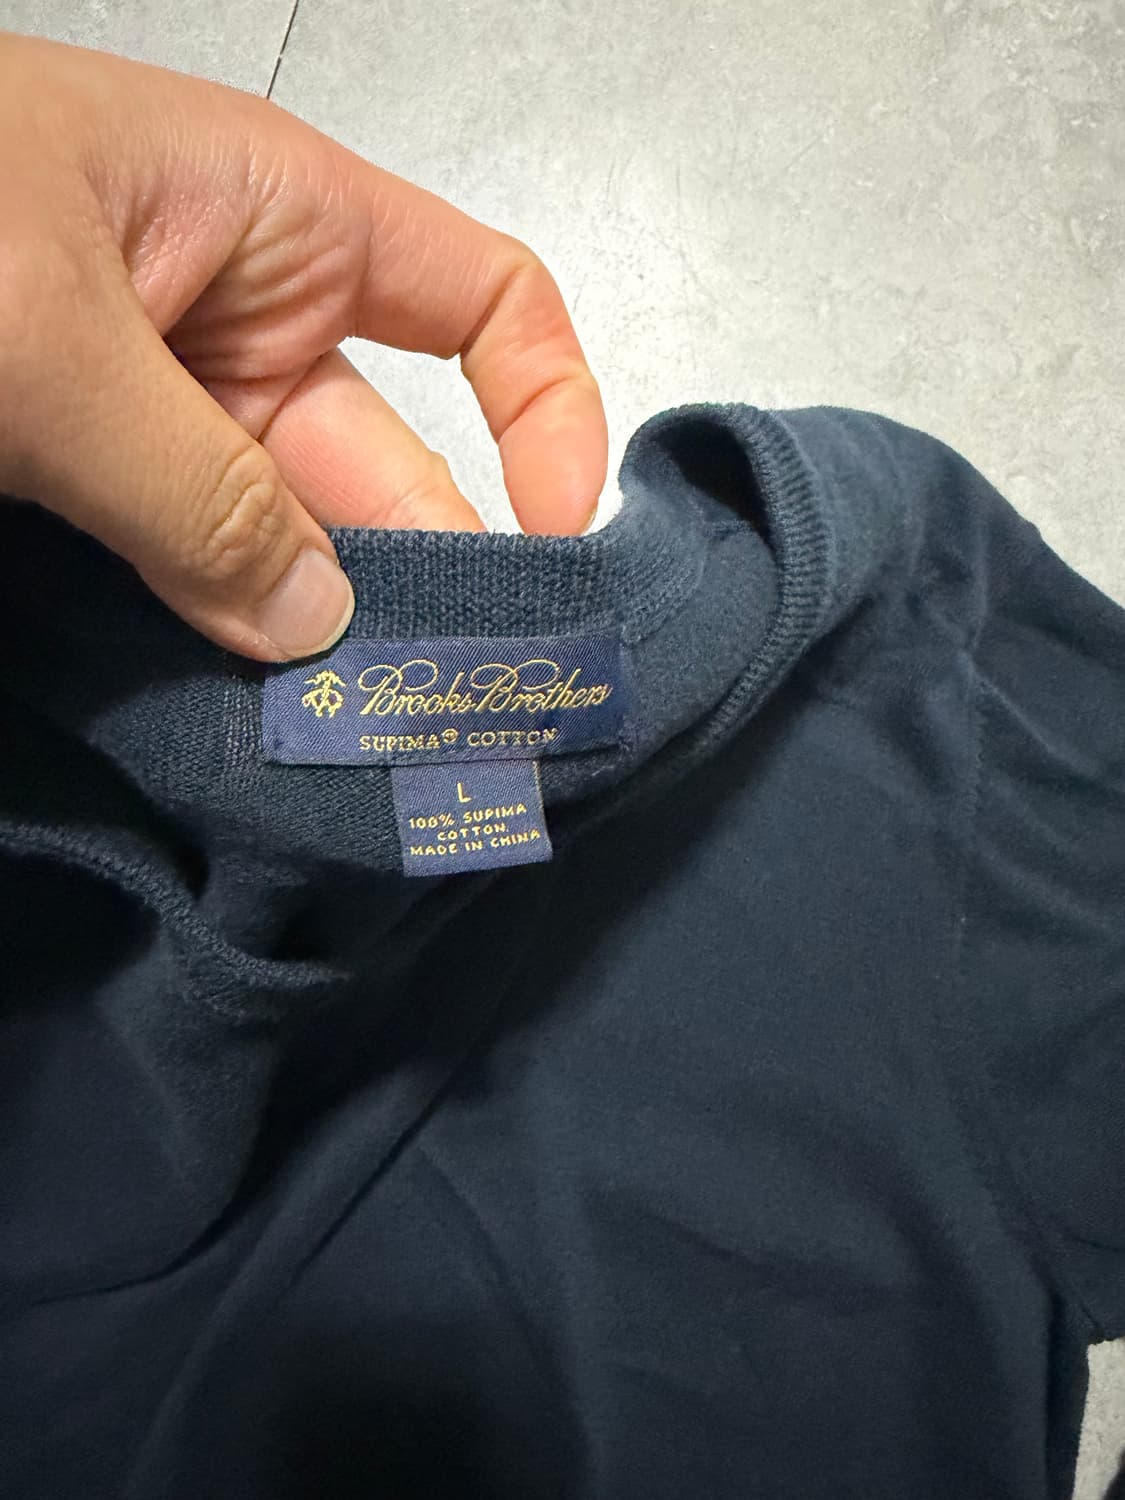 Brooks Brothers
SUPIMA® COTTON
L
100% SUPIMA
COTTON
MADE IN CHINA